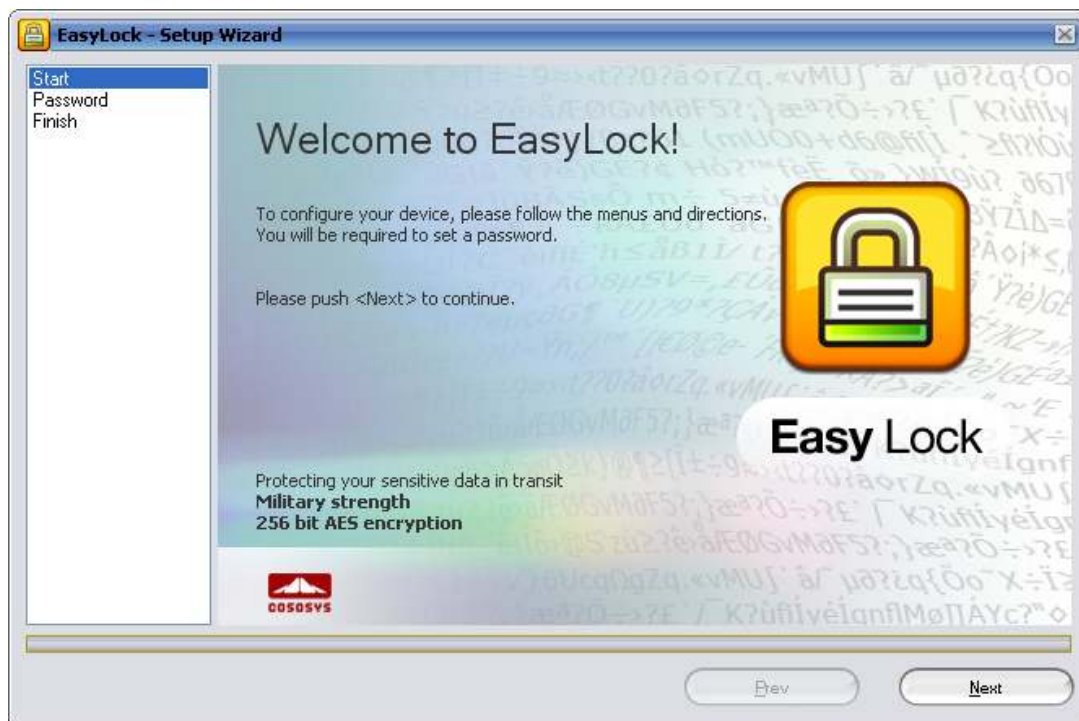 EasyLock - Setup Wizard
Start
Password
Finish
Welcome to EasyLock!
To configure your device, please follow the menus and directions.
You will be required to set a password.
Please push <Next> to continue.
Easy Lock
Protecting your sensitive data in transit
Military strength
256 bit AES encryption
COSOSYS
Prev
Next